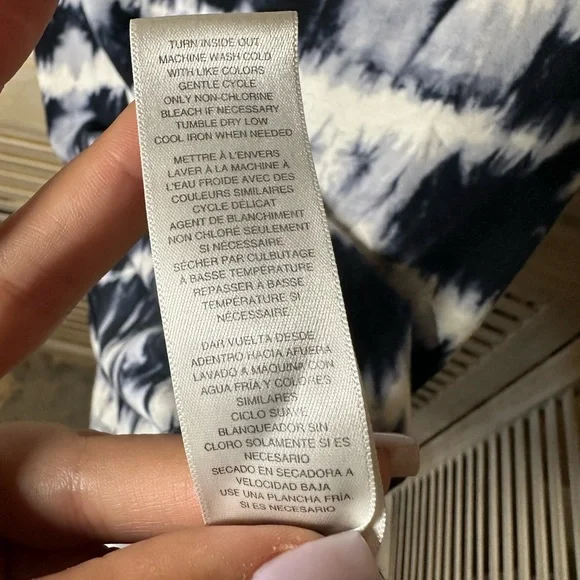 TURN INSIDE OUT
MACHINE WASH COLD
WITH LIKE COLORS
GENTLE CYCLE
ONLY NON-CHLORINE
BLEACH IF NECESSARY
TUMBLE DRY LOW
COOL IRON WHEN NEEDED
METTRE À L'ENVERS
LAVER À LA MACHINE À
L'EAU FROIDE AVEC DES
COULEURS SIMILAIRES
CYCLE DÉLICAT
AGENT DE BLANCHIMENT
NON CHLORÉ SEULEMENT
SI NÉCESSAIRE
SÉCHER PAR CULBUTAGE
À BASSE TEMPÉRATURE
REPASSER À BASSE
TEMPÉRATURE SI
NÉCESSAIRE
DAR VUELTA DESDE
ADENTRO HACIA AFUERA
LAVADO A MÁQUINA CON
AGUA FRÍA Y COLORES
SIMILARES
CICLO SUAVE
BLANQUEADOR SIN
CLORO SOLAMENTE SI ES
NECESARIO
SECADO EN SECADORA A
VELOCIDAD BAJA
USE UNA PLANCHA FRÍA
SI ES NECESARIO